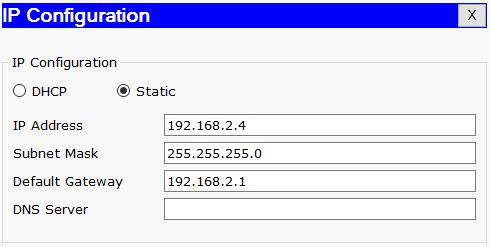 IP Configuration
X
IP Configuration
DHCP Static
IP Address 192.168.2.4
Subnet Mask 255.255.255.0
Default Gateway 192.168.2.1
DNS Server